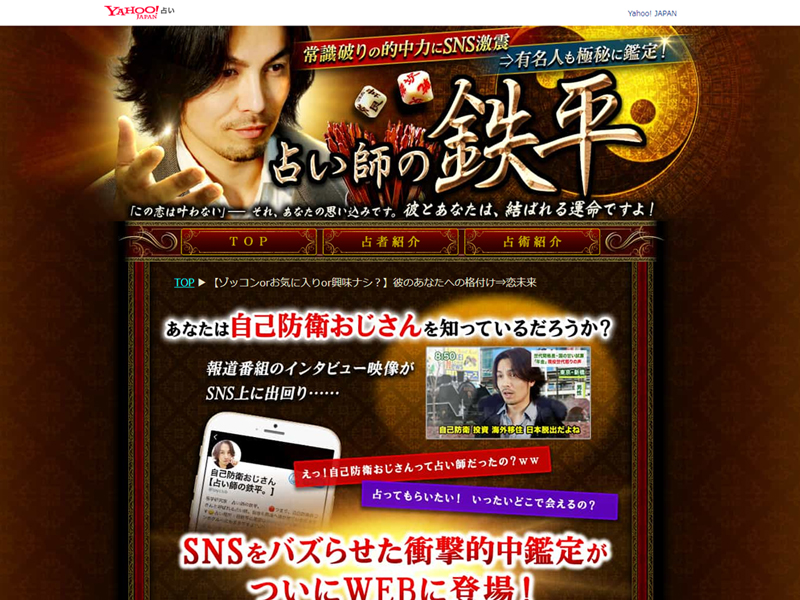 YAHOO! JAPAN 占い
Yahoo! JAPAN
常識破りの的中力にSNS激震
⇒有名人も極秘に鑑定!
占い師の鉄平
「この恋は叶わない」── それ、あなたの思い込みです。彼とあなたは、結ばれる運命ですよ!
TOP
占者紹介
占術紹介
TOP ▶ 【ゾッコンorお気に入りor興味ナシ?】彼のあなたへの格付け⇒恋未来
あなたは自己防衛おじさんを知っているだろうか?
報道番組のインタビュー映像が
SNS上に出回り……
8:50
東京・新橋
男性
自己防衛 投資 海外移住 日本脱出だよね
自己防衛おじさん
【占い師の鉄平。】
えっ!自己防衛おじさんって占い師だったの?ww
占ってもらいたい! いったいどこで会えるの?
SNSをバズらせた衝撃的中鑑定が
ついにWEBに登場!